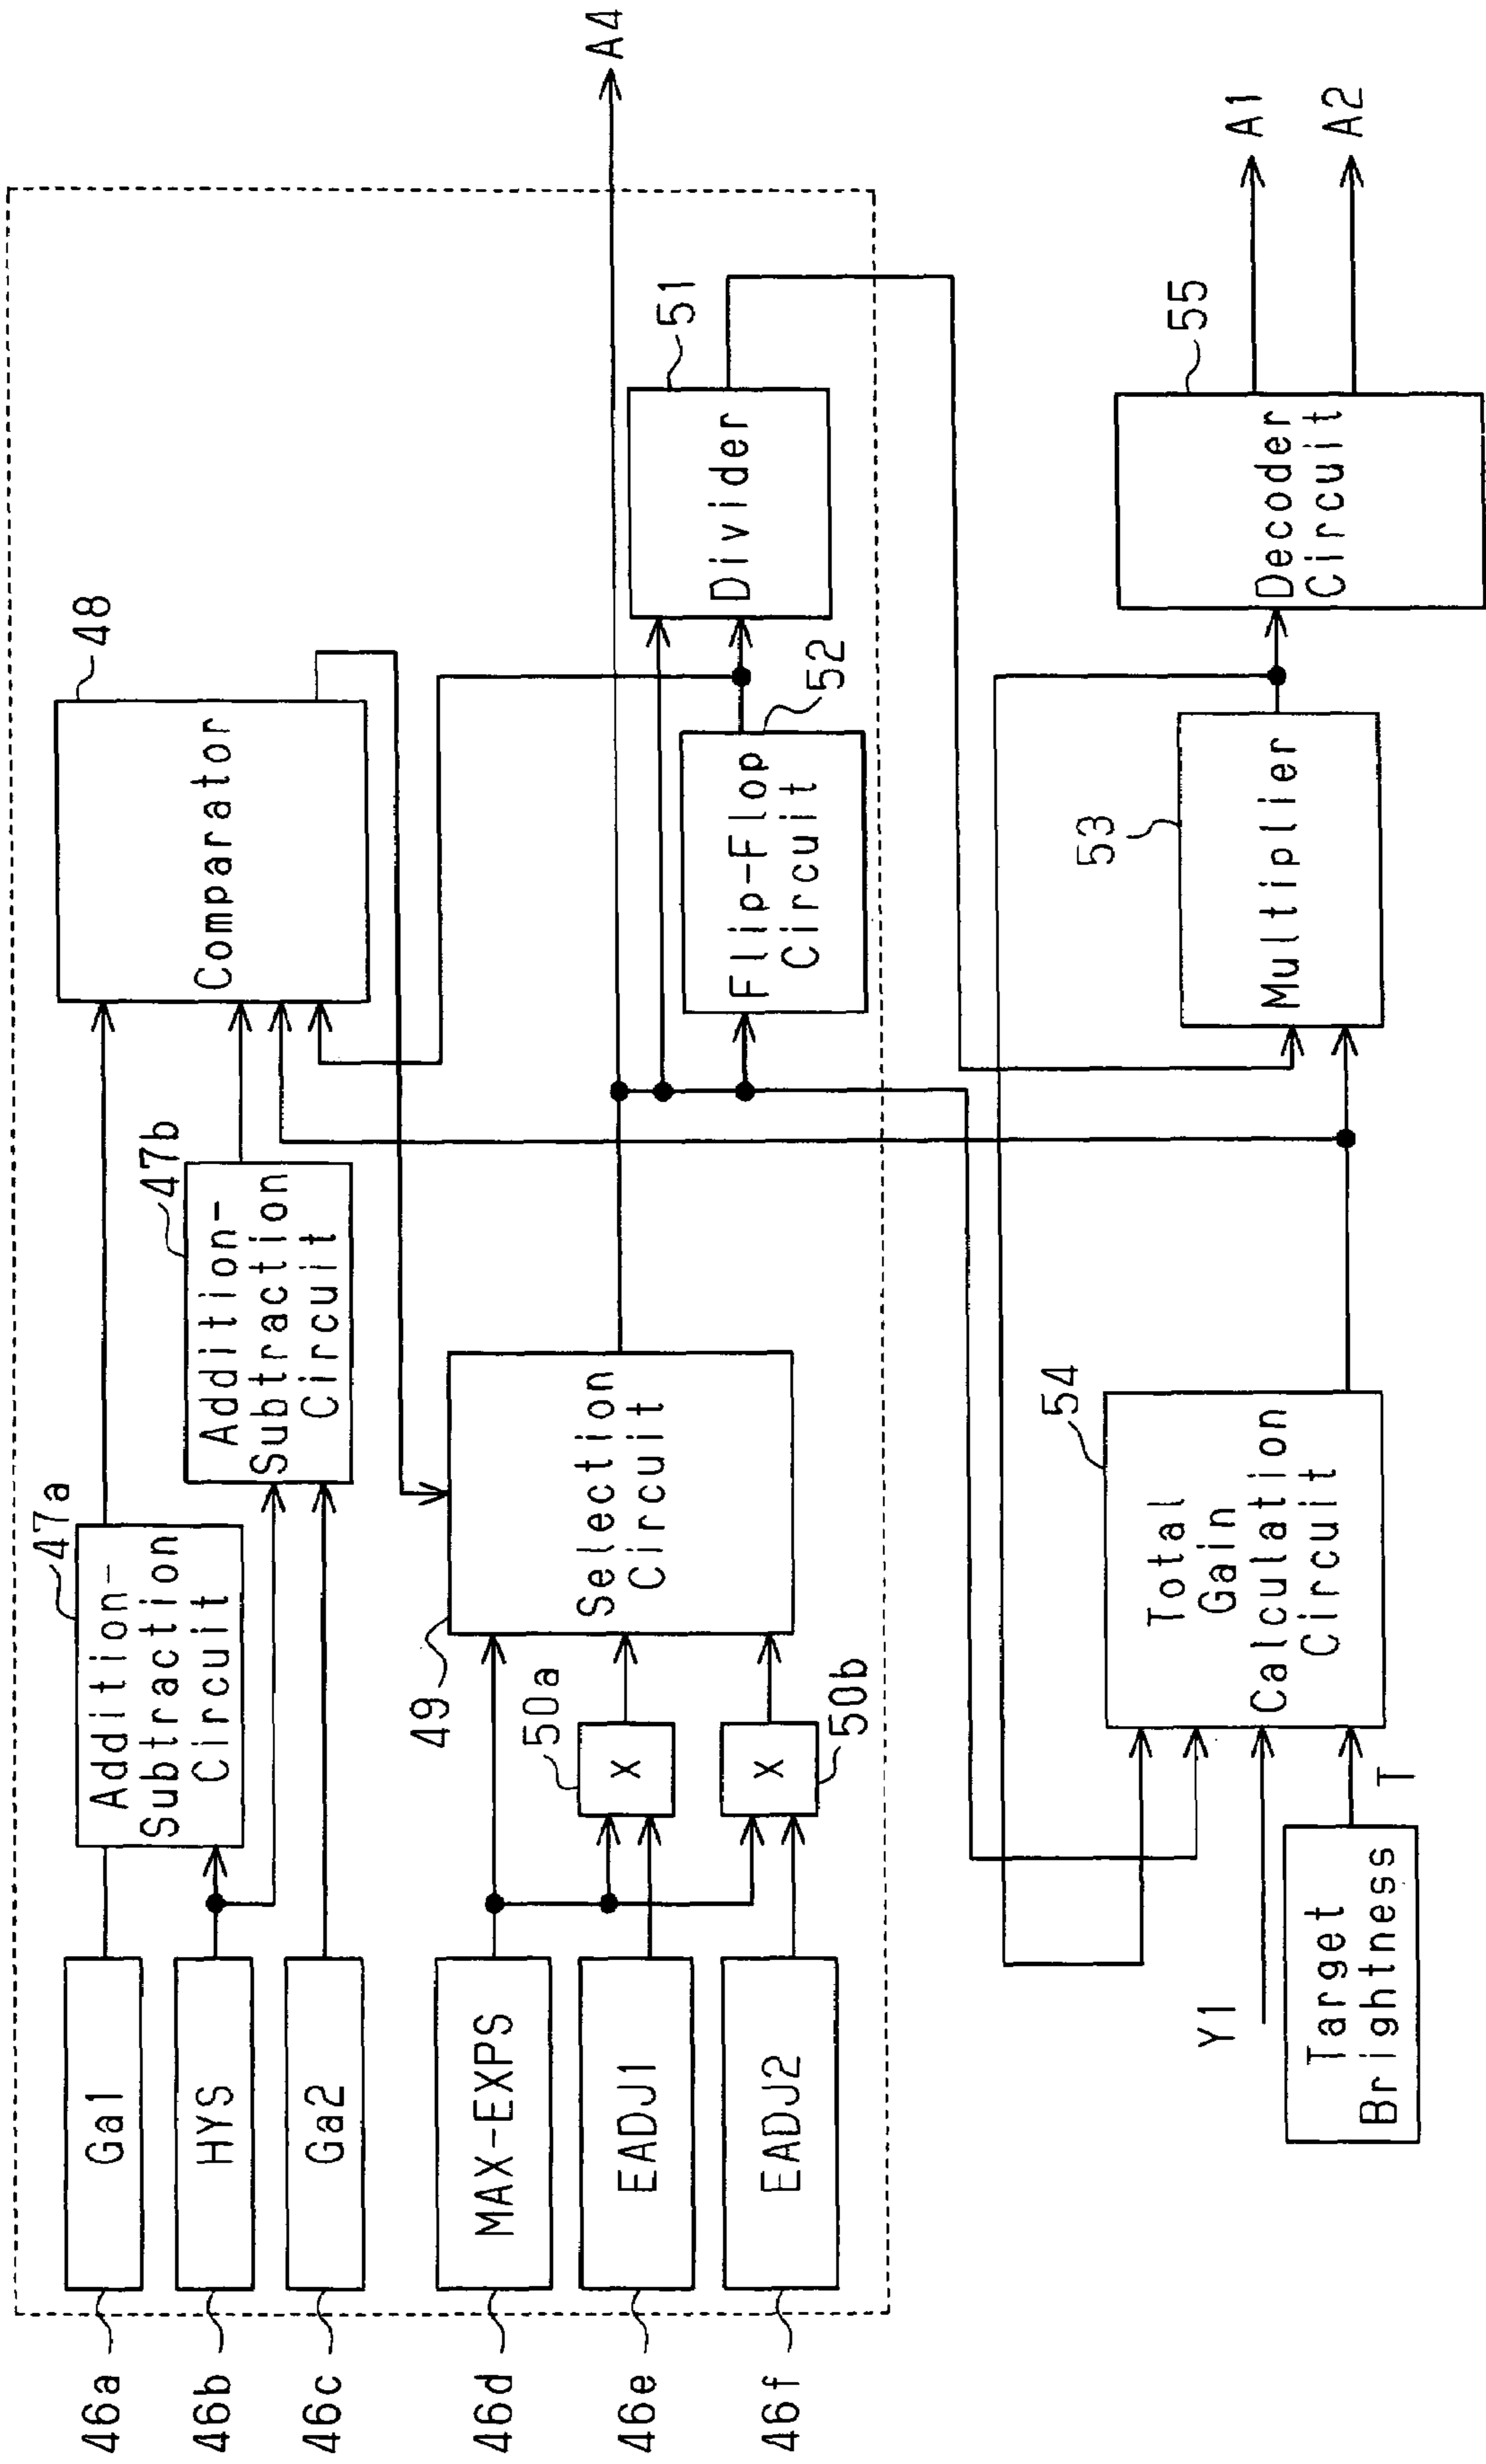 46a
Ga1
46b
HYS
46c
Ga2
46d
MAX-EXPS
46e
EADJ1
46f
EADJ2
47a
Addition-
Subtraction
Circuit
47b
Addition-
Subtraction
Circuit
48
Comparator
49
Selection
Circuit
50a
X
50b
X
51
Divider
52
Flip-Flop
Circuit
A4
Y1
Target
Brightness
T
54
Total
Gain
Calculation
Circuit
53
Multiplier
55
Decoder
Circuit
A1
A2